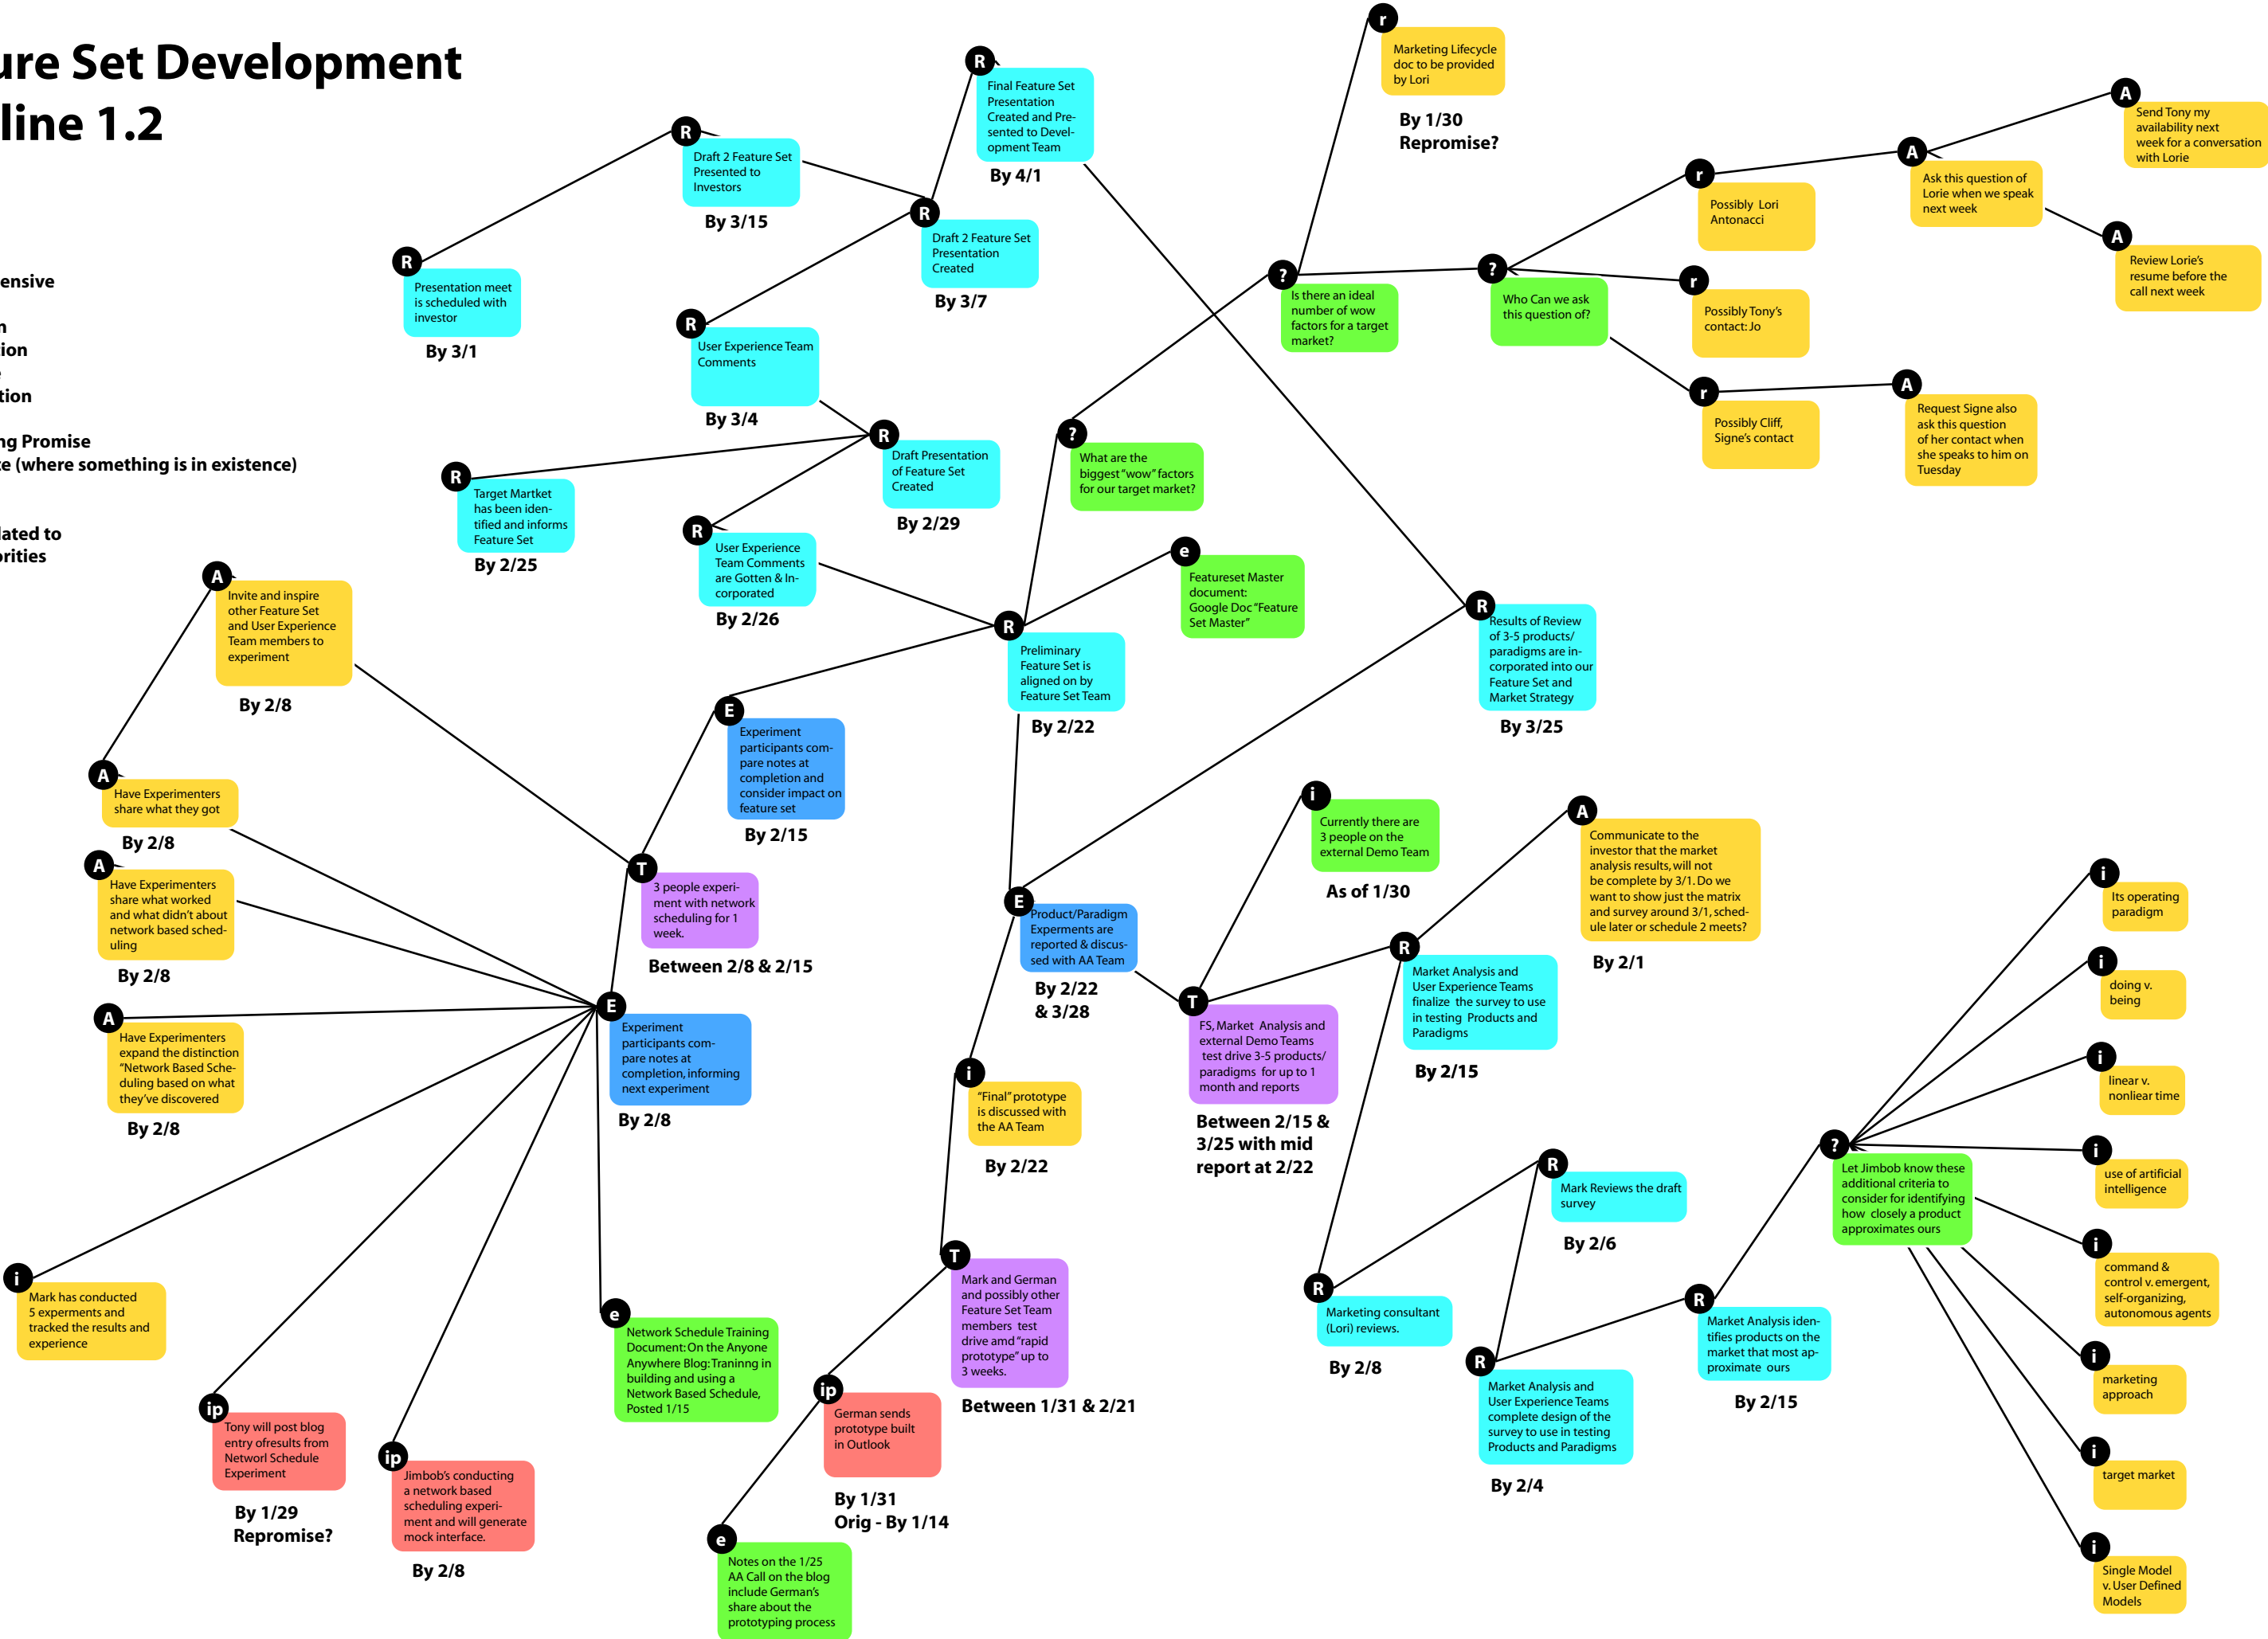 ure Set Development
line 1.2
ensive
n
ion
tion
ng Promise
e (where something is in existence)
lated to
orities
R
Final Feature Set
Presentation
Created and Pre-
sented to Devel-
opment Team
By 4/1
R
Draft 2 Feature Set
Presented to
Investors
By 3/15
R
Draft 2 Feature Set
Presentation
Created
By 3/7
R
Presentation meet
is scheduled with
investor
By 3/1
R
User Experience Team
Comments
By 3/4
R
Draft Presentation
of Feature Set
Created
By 2/29
R
Target Martket
has been iden-
tified and informs
Feature Set
By 2/25
R
User Experience
Team Comments
are Gotten & In-
corporated
By 2/26
r
Marketing Lifecycle
doc to be provided
by Lori
By 1/30
Repromise?
?
Is there an ideal
number of wow
factors for a target
market?
?
Who Can we ask
this question of?
r
Possibly Lori
Antonacci
r
Possibly Tony's
contact: Jo
r
Possibly Cliff,
Signe's contact
A
Ask this question of
Lorie when we speak
next week
A
Send Tony my
availability next
week for a conversation
with Lorie
A
Review Lorie's
resume before the
call next week
A
Request Signe also
ask this question
of her contact when
she speaks to him on
Tuesday
?
What are the
biggest "wow" factors
for our target market?
e
Featureset Master
document:
Google Doc "Feature
Set Master"
R
Preliminary
Feature Set is
aligned on by
Feature Set Team
By 2/22
R
Results of Review
of 3-5 products/
paradigms are in-
corporated into our
Feature Set and
Market Strategy
By 3/25
A
Invite and inspire
other Feature Set
and User Experience
Team members to
experiment
By 2/8
E
Experiment
participants com-
pare notes at
completion and
consider impact on
feature set
By 2/15
A
Have Experimenters
share what they got
By 2/8
A
Have Experimenters
share what worked
and what didn't about
network based sched-
uling
By 2/8
T
3 people experi-
ment with network
scheduling for 1
week.
Between 2/8 & 2/15
A
Have Experimenters
expand the distinction
"Network Based Sche-
duling based on what
they've discovered
By 2/8
E
Experiment
participants com-
pare notes at
completion, informing
next experiment
By 2/8
i
Mark has conducted
5 experments and
tracked the results and
experience
ip
Tony will post blog
entry ofresults from
Networl Schedule
Experiment
By 1/29
Repromise?
ip
Jimbob's conducting
a network based
scheduling experi-
ment and will generate
mock interface.
By 2/8
e
Network Schedule Training
Document: On the Anyone
Anywhere Blog: Traninng in
building and using a
Network Based Schedule,
Posted 1/15
E
Product/Paradigm
Experments are
reported & discus-
sed with AA Team
By 2/22
& 3/28
i
"Final" prototype
is discussed with
the AA Team
By 2/22
T
Mark and German
and possibly other
Feature Set Team
members test
drive amd "rapid
prototype" up to
3 weeks.
Between 1/31 & 2/21
ip
German sends
prototype built
in Outlook
By 1/31
Orig - By 1/14
e
Notes on the 1/25
AA Call on the blog
include German's
share about the
prototyping process
i
Currently there are
3 people on the
external Demo Team
As of 1/30
T
FS, Market Analysis and
external Demo Teams
test drive 3-5 products/
paradigms for up to 1
month and reports
Between 2/15 &
3/25 with mid
report at 2/22
A
Communicate to the
investor that the market
analysis results, will not
be complete by 3/1. Do we
want to show just the matrix
and survey around 3/1, sched-
ule later or schedule 2 meets?
By 2/1
R
Market Analysis and
User Experience Teams
finalize the survey to use
in testing Products and
Paradigms
By 2/15
R
Mark Reviews the draft
survey
By 2/6
R
Marketing consultant
(Lori) reviews.
By 2/8
R
Market Analysis and
User Experience Teams
complete design of the
survey to use in testing
Products and Paradigms
By 2/4
R
Market Analysis iden-
tifies products on the
market that most ap-
proximate ours
By 2/15
?
Let Jimbob know these
additional criteria to
consider for identifying
how closely a product
approximates ours
i
Its operating
paradigm
i
doing v.
being
i
linear v.
nonliear time
i
use of artificial
intelligence
i
command &
control v. emergent,
self-organizing,
autonomous agents
i
marketing
approach
i
target market
i
Single Model
v. User Defined
Models